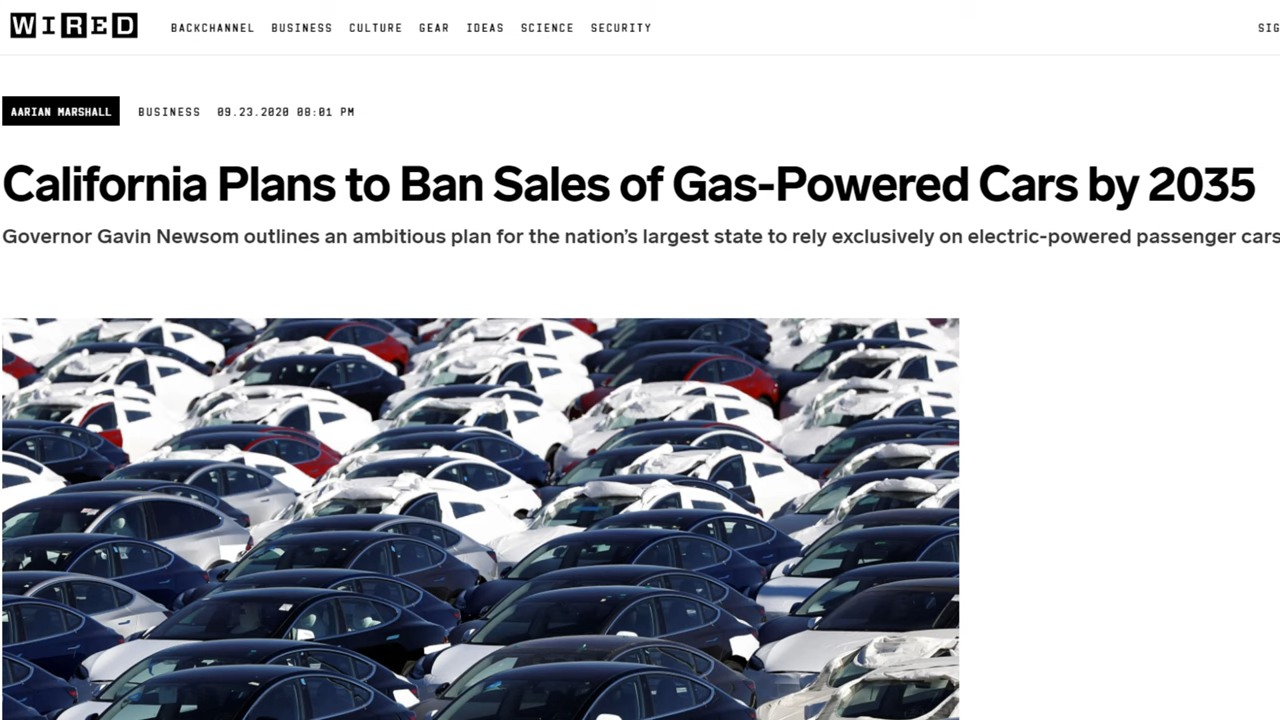 WIRED
BACKCHANNEL BUSINESS CULTURE GEAR IDEAS SCIENCE SECURITY
SIG
AARIAN MARSHALL BUSINESS 09.23.2020 08:01 PM
California Plans to Ban Sales of Gas-Powered Cars by 2035
Governor Gavin Newsom outlines an ambitious plan for the nation’s largest state to rely exclusively on electric-powered passenger cars